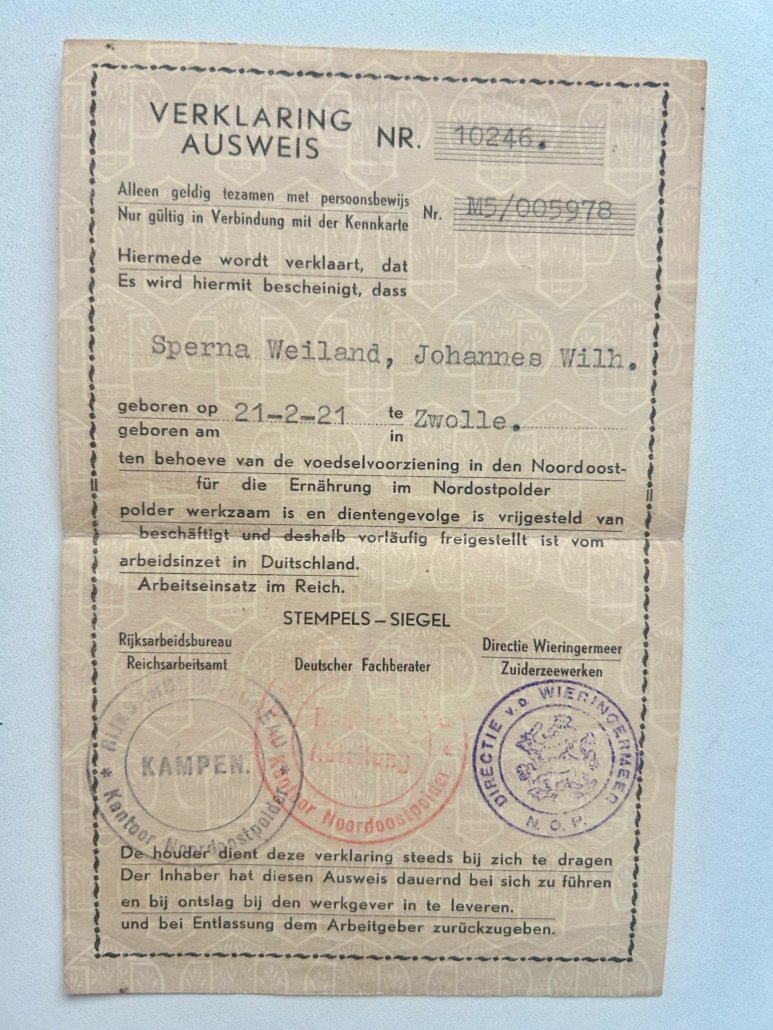 VERKLARING
AUSWEIS
NR. 10246.
Alleen geldig tezamen met persoonsbewijs
Nur gültig in Verbindung mit der Kennkarte
Nr. M5/005978
Hiermede wordt verklaart, dat
Es wird hiermit bescheinigt, dass
Sperna Weiland, Johannes Wilh.
geboren op 21-2-21 te Zwolle.
geboren am in
ten behoeve van de voedselvoorziening in den Noordoost-
für die Ernährung im Nordostpolder
polder werkzaam is en dientengevolge is vrijgesteld van
beschäftigt und deshalb vorläufig freigestellt ist vom
arbeidsinzet in Duitschland.
Arbeitseinsatz im Reich.
STEMPELS – SIEGEL
Rijksarbeidsbureau
Reichsarbeitsamt
Deutscher Fachberater
Directie Wieringermeer
Zuiderzeewerken
KAMPEN.
* Kantoor Noordoostpolder *
Abteilung
Kantoor Noordoostpolder
DIRECTIE v.d. WIERINGERMEER
N.O.P.
De houder dient deze verklaring steeds bij zich te dragen
Der Inhaber hat diesen Ausweis dauernd bei sich zu führen
en bij ontslag bij den werkgever in te leveren.
und bei Entlassung dem Arbeitgeber zurückzugeben.